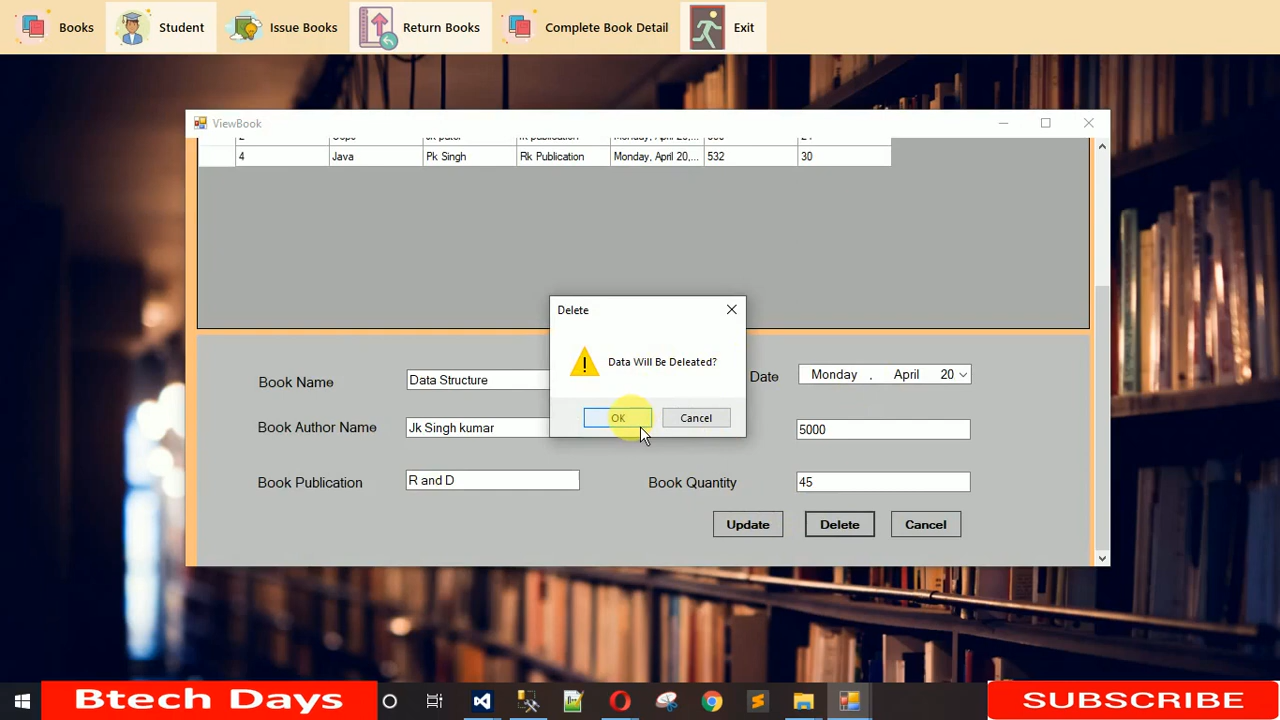 Books Student Issue Books Return Books Complete Book Detail Exit
ViewBook
4 Java Pk Singh Rk Publication Monday, April 20,... 532 30
Delete
Data Will Be Deleated?
OK Cancel
Book Name Data Structure Date Monday , April 20
Book Author Name Jk Singh kumar 5000
Book Publication R and D Book Quantity 45
Update Delete Cancel
Btech Days SUBSCRIBE